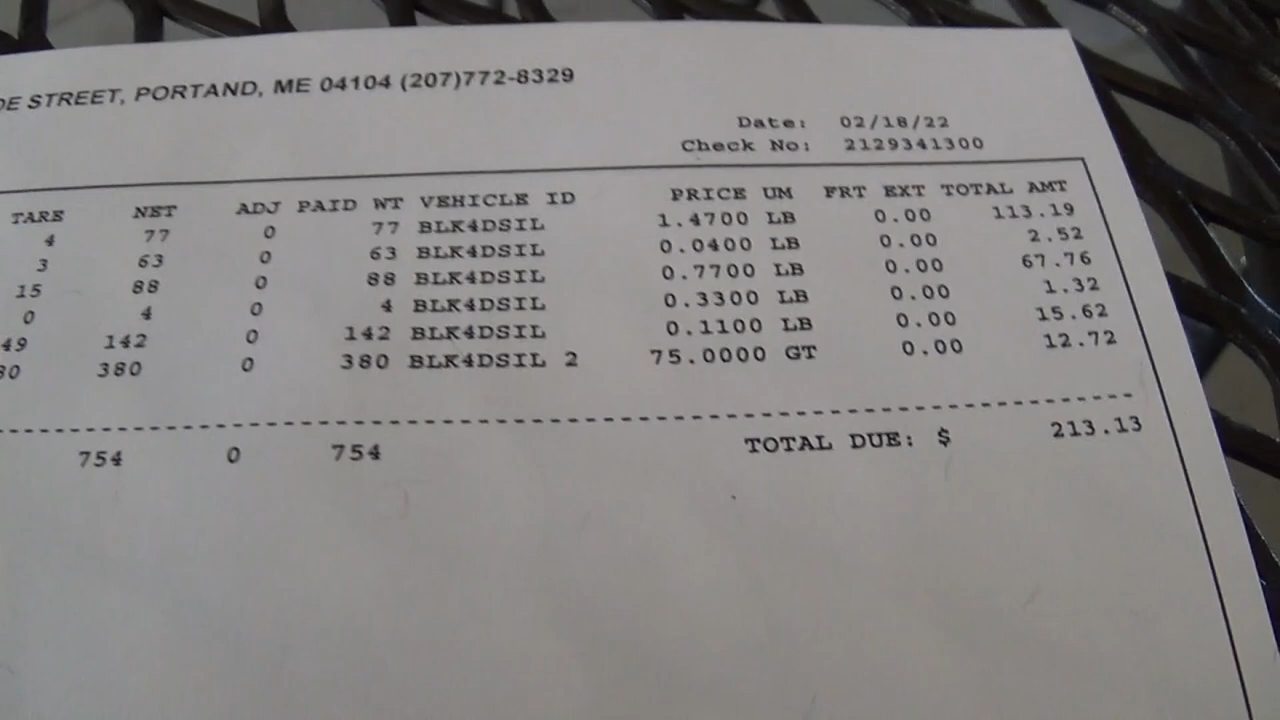 DE STREET, PORTAND, ME 04104 (207)772-8329
Date: 02/18/22
Check No: 2129341300
TARE NET ADJ PAID WT VEHICLE ID PRICE UM FRT EXT TOTAL AMT
4 77 0 77 BLK4DSIL 1.4700 LB 0.00 113.19
3 63 0 63 BLK4DSIL 0.0400 LB 0.00 2.52
15 88 0 88 BLK4DSIL 0.7700 LB 0.00 67.76
0 4 0 4 BLK4DSIL 0.3300 LB 0.00 1.32
49 142 0 142 BLK4DSIL 0.1100 LB 0.00 15.62
80 380 0 380 BLK4DSIL 2 75.0000 GT 0.00 12.72
754 0 754 TOTAL DUE: $ 213.13